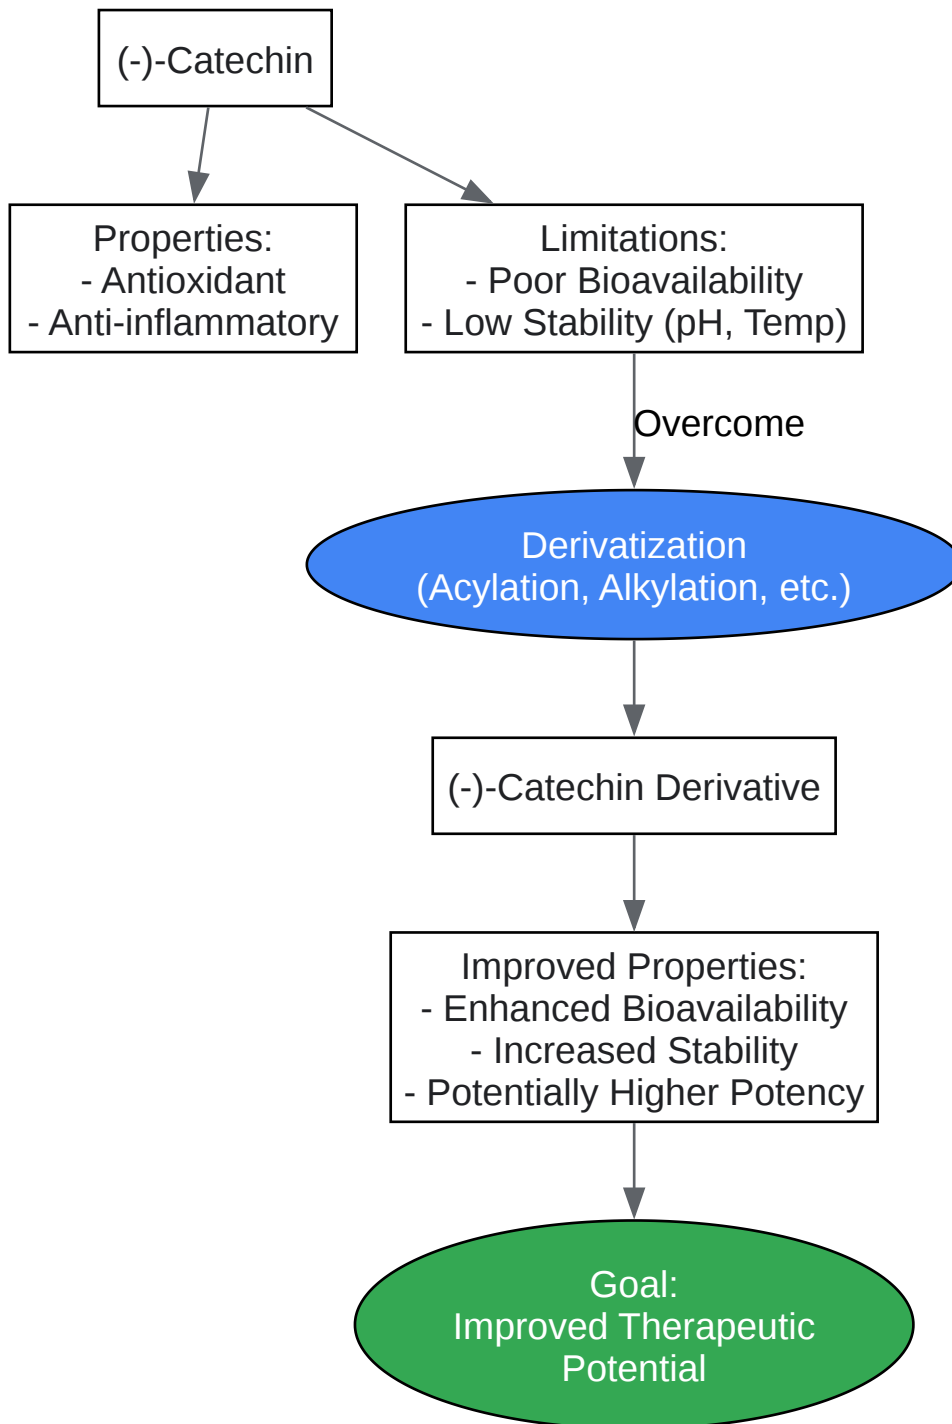 (-)-Catechin
Properties:
- Antioxidant
- Anti-inflammatory
Limitations:
- Poor Bioavailability
- Low Stability (pH, Temp)
Overcome
Derivatization
(Acylation, Alkylation, etc.)
(-)-Catechin Derivative
Improved Properties:
- Enhanced Bioavailability
- Increased Stability
- Potentially Higher Potency
Goal:
Improved Therapeutic
Potential